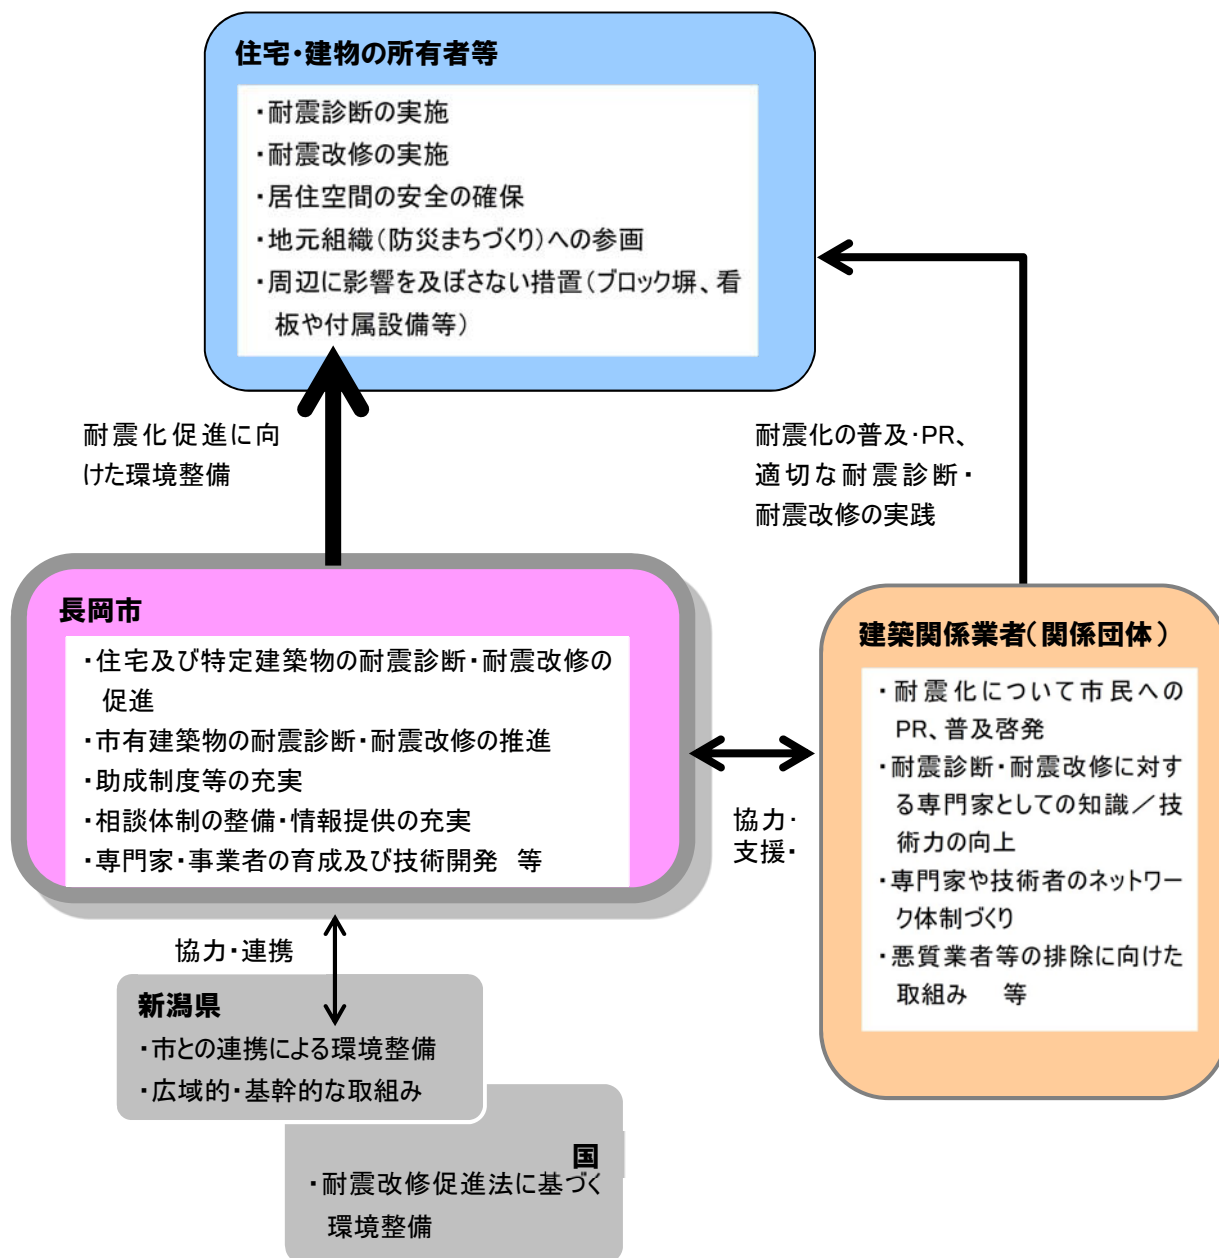 住宅・建物の所有者等
・耐震診断の実施
・耐震改修の実施
・居住空間の安全の確保
・地元組織（防災まちづくり）への参画
・周辺に影響を及ぼさない措置（ブロック塀、看
板や付属設備等）
耐震化促進に向
けた環境整備
耐震化の普及・PR、
適切な耐震診断・
耐震改修の実践
長岡市
・住宅及び特定建築物の耐震診断・耐震改修の
促進
・市有建築物の耐震診断・耐震改修の推進
・助成制度等の充実
・相談体制の整備・情報提供の充実
・専門家・事業者の育成及び技術開発　等
協力・
支援・
建築関係業者（関係団体）
・耐震化について市民への
PR、普及啓発
・耐震診断・耐震改修に対す
る専門家としての知識／技
術力の向上
・専門家や技術者のネットワー
ク体制づくり
・悪質業者等の排除に向けた
取組み　等
協力・連携
新潟県
・市との連携による環境整備
・広域的・基幹的な取組み
国
・耐震改修促進法に基づく
環境整備